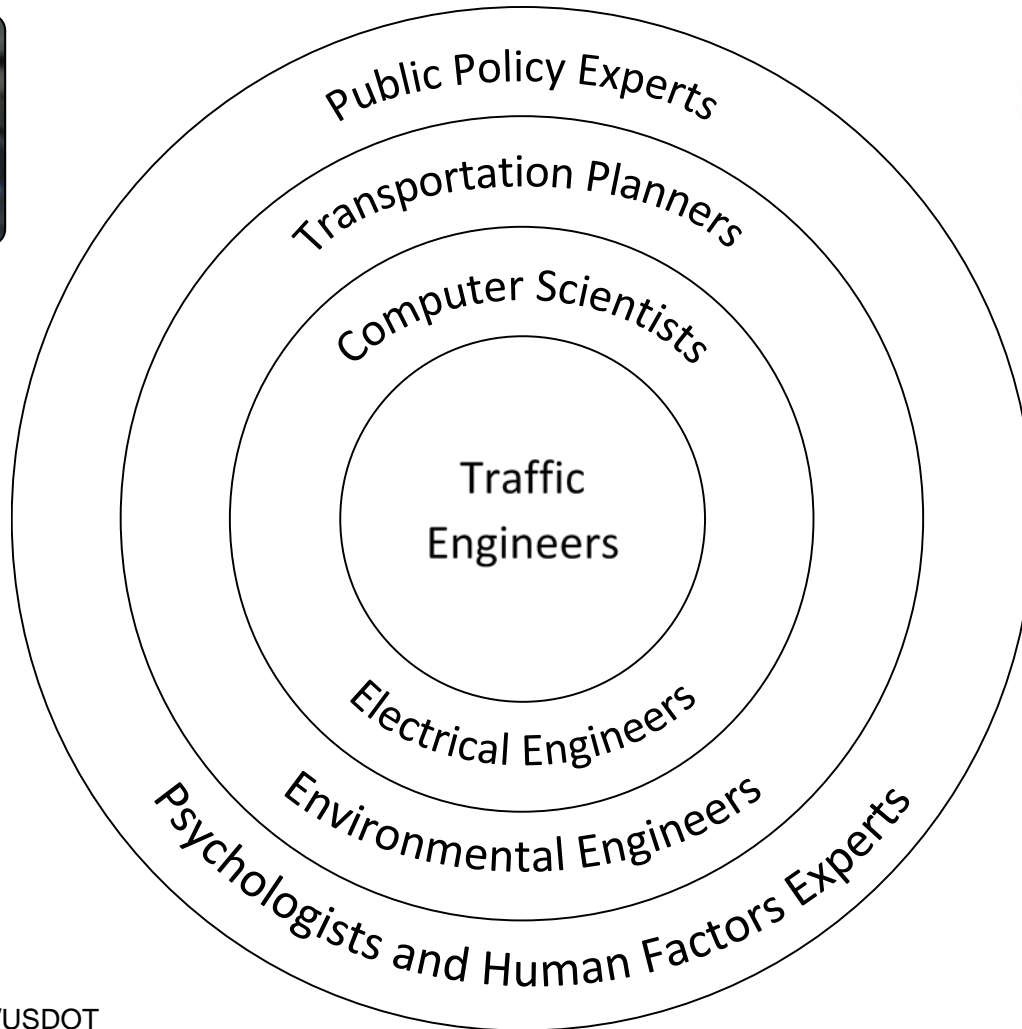 Public Policy Experts
Transportation Planners
Computer Scientists
Traffic
Engineers
Electrical Engineers
Environmental Engineers
Psychologists and Human Factors Experts
/USDOT